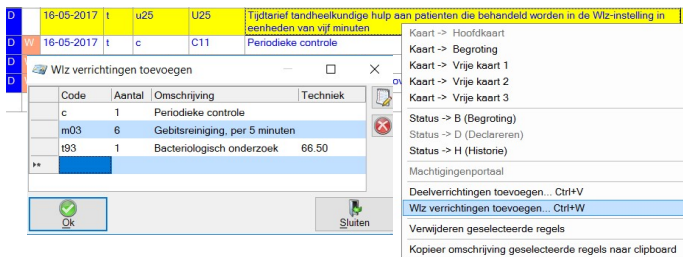 D 16-05-2017 t u25 U25 Tijdtarief tandheelkundige hulp aan patienten die behandeld worden in de Wlz-instelling in
eenheden van vijf minuten
D W 16-05-2017 t c C11 Periodieke controle
D
D
Wlz verrichtingen toevoegen
Code Aantal Omschrijving Techniek
c 1 Periodieke controle
m03 6 Gebitsreiniging, per 5 minuten
t93 1 Bacteriologisch onderzoek 66.50
Ok
Sluiten
Kaart -> Hoofdkaart
Kaart -> Begroting
Kaart -> Vrije kaart 1
Kaart -> Vrije kaart 2
Kaart -> Vrije kaart 3
Status -> B (Begroting)
Status -> D (Declareren)
Status -> H (Historie)
Machtigingenportaal
Deelverrichtingen toevoegen... Ctrl+V
Wlz verrichtingen toevoegen... Ctrl+W
Verwijderen geselecteerde regels
Kopieer omschrijving geselecteerde regels naar clipboard